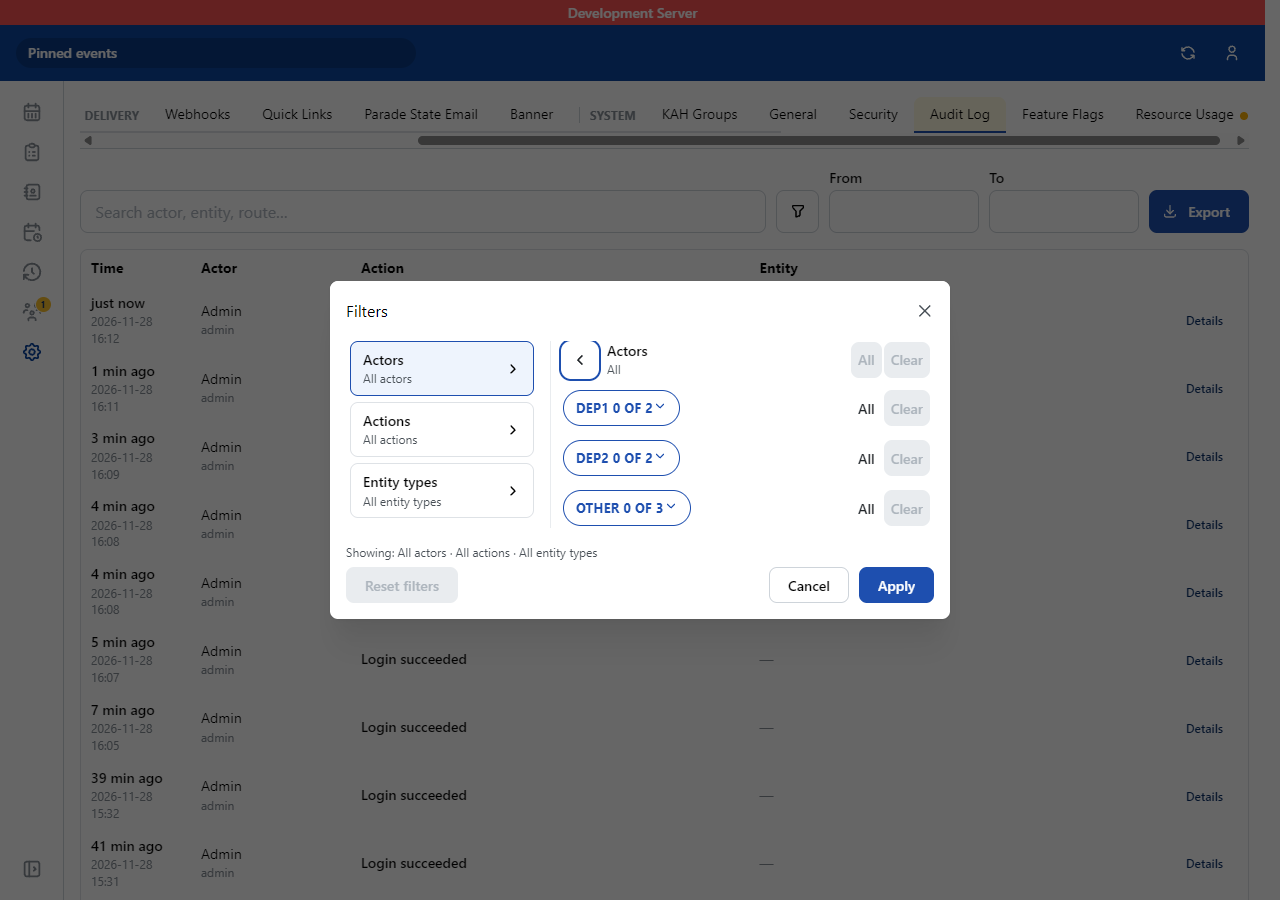 Development Server
Pinned events
DELIVERY Webhooks Quick Links Parade State Email Banner SYSTEM KAH Groups General Security Audit Log Feature Flags Resource Usage
From To
Search actor, entity, route...
Export
Time Actor Action Entity
just now
2026-11-28
16:12
Admin
admin
Details
1 min ago
2026-11-28
16:11
Admin
admin
Details
3 min ago
2026-11-28
16:09
Admin
admin
Details
4 min ago
2026-11-28
16:08
Admin
admin
Details
4 min ago
2026-11-28
16:08
Admin
admin
Details
5 min ago
2026-11-28
16:07
Admin
admin
Login succeeded
—
Details
7 min ago
2026-11-28
16:05
Admin
admin
Login succeeded
—
Details
39 min ago
2026-11-28
15:32
Admin
admin
Login succeeded
—
Details
41 min ago
2026-11-28
15:31
Admin
admin
Login succeeded
—
Details
1
Filters
Actors
All actors
Actions
All actions
Entity types
All entity types
Actors
All
All Clear
DEP1 0 OF 2 All Clear
DEP2 0 OF 2 All Clear
OTHER 0 OF 3 All Clear
Showing: All actors · All actions · All entity types
Reset filters Cancel Apply